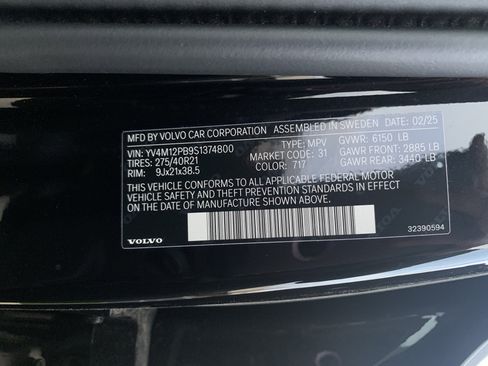 MFD BY VOLVO CAR CORPORATION ASSEMBLED IN SWEDEN 02/25
VIN: YV4M12PB9S1374800 TYPE: MPV GVWR: 6150 LB
TIRES: 275/40R21 MARKET CODE: 31 GAWR FRONT: 2885 LB
RIM: 9Jx21x38.5 COLOR: 717 GAWR REAR: 3440 LB
THIS VEHICLE CONFORMS TO ALL APPLICABLE FEDERAL MOTOR
VEHICLE SAFETY AND THEFT PREVENTION STANDARDS IN EFFECT
ON THE DATE OF MANUFACTURE SHOWN ABOVE.
32390594
VOLVO